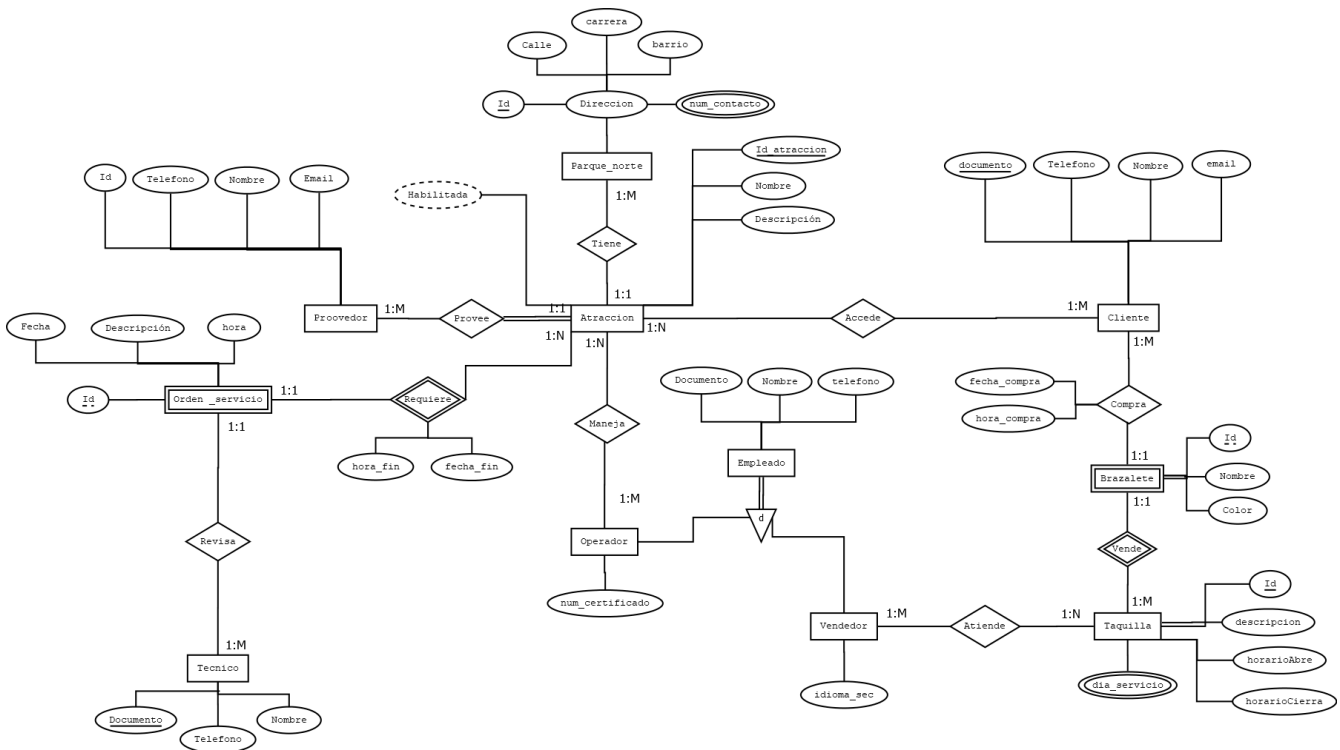 carrera
Calle
barrio
Id
Direccion
num_contacto
Id_atraccion
Parque_norte
documento
Telefono
Nombre
email
Id
Telefono
Nombre
Email
Habilitada
Nombre
1:M
Descripción
Tiene
1:1
1:M
1:1
1:M
Proovedor
Provee
Atraccion
Accede
Cliente
1:N
Fecha
Descripción
hora
1:N
1:N
1:M
Documento
Nombre
telefono
fecha_compra
1:1
Id
Orden _servicio
Requiere
Compra
hora_compra
1:1
Maneja
Id
1:1
hora_fin
fecha_fin
Empleado
Brazalete
Nombre
1:1
1:M
Color
d
Revisa
Operador
Vende
Id
num_certificado
1:M
1:M
1:N
descripcion
Vendedor
Atiende
Taquilla
1:M
horarioAbre
Tecnico
dia_servicio
idioma_sec
horarioCierra
Documento
Nombre
Telefono